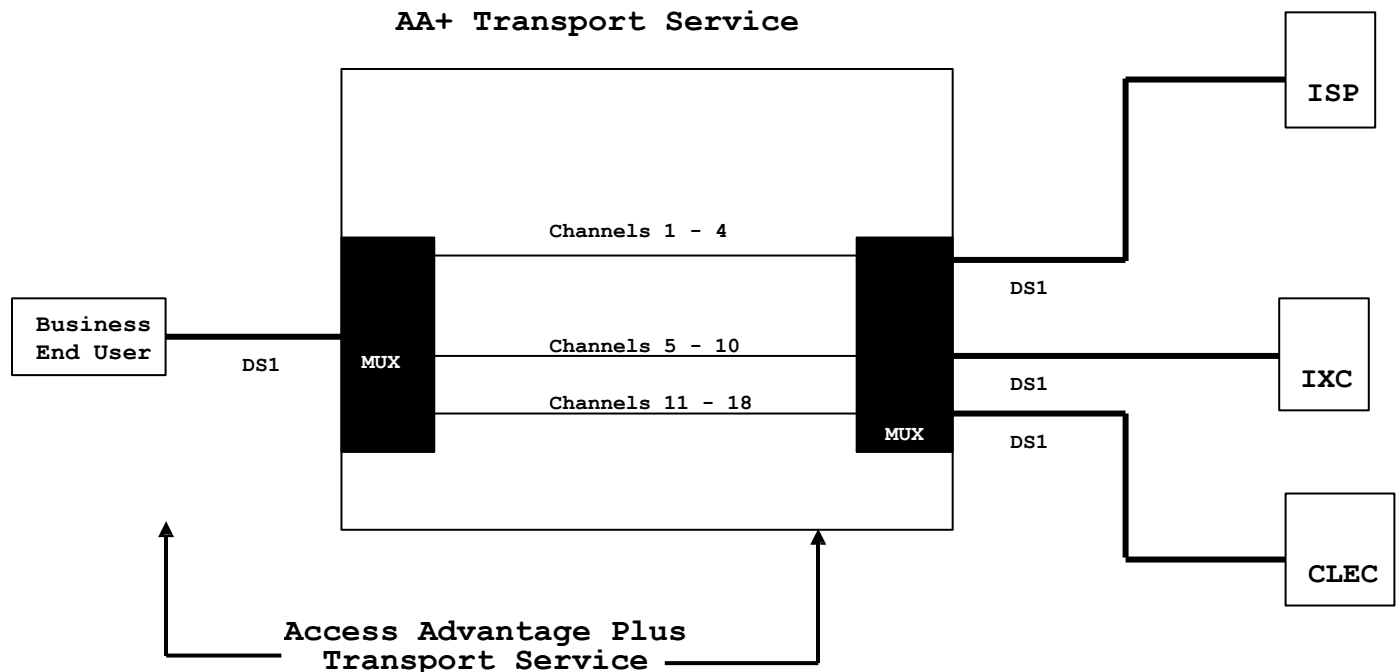 AA+ Transport Service
ISP
Channels 1 - 4
DS1
Business
End User
DS1
MUX
Channels 5 - 10
DS1
IXC
Channels 11 - 18
MUX
DS1
CLEC
Access Advantage Plus
Transport Service